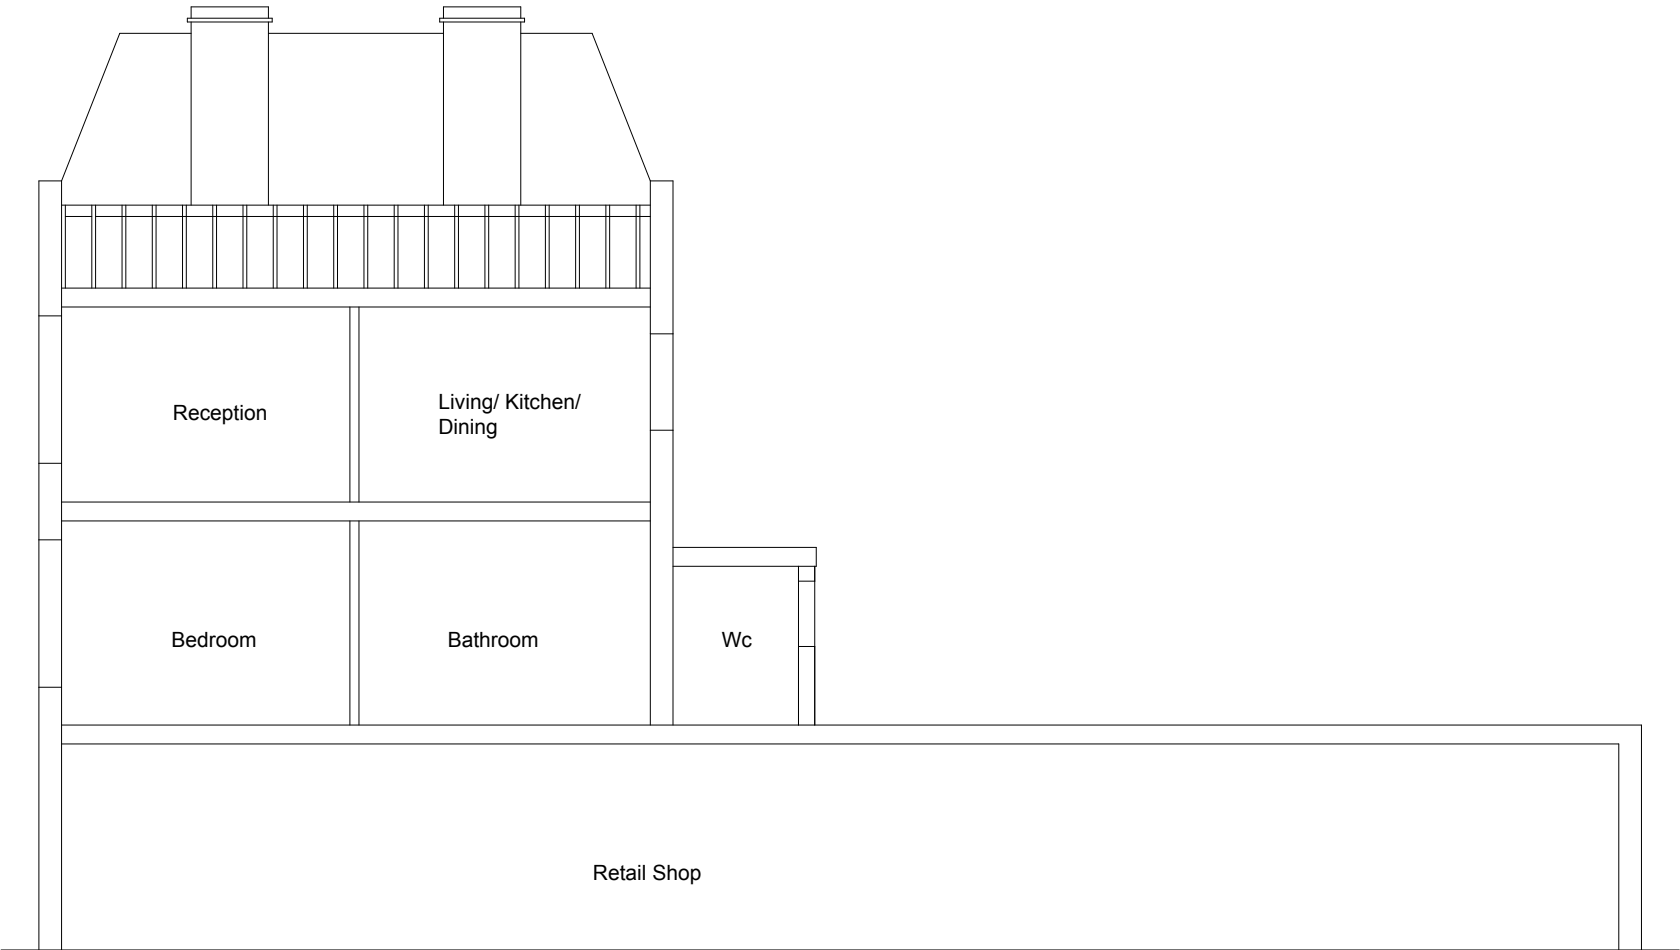 Reception
Living/ Kitchen/
Dining
Bedroom
Bathroom
Wc
Retail Shop